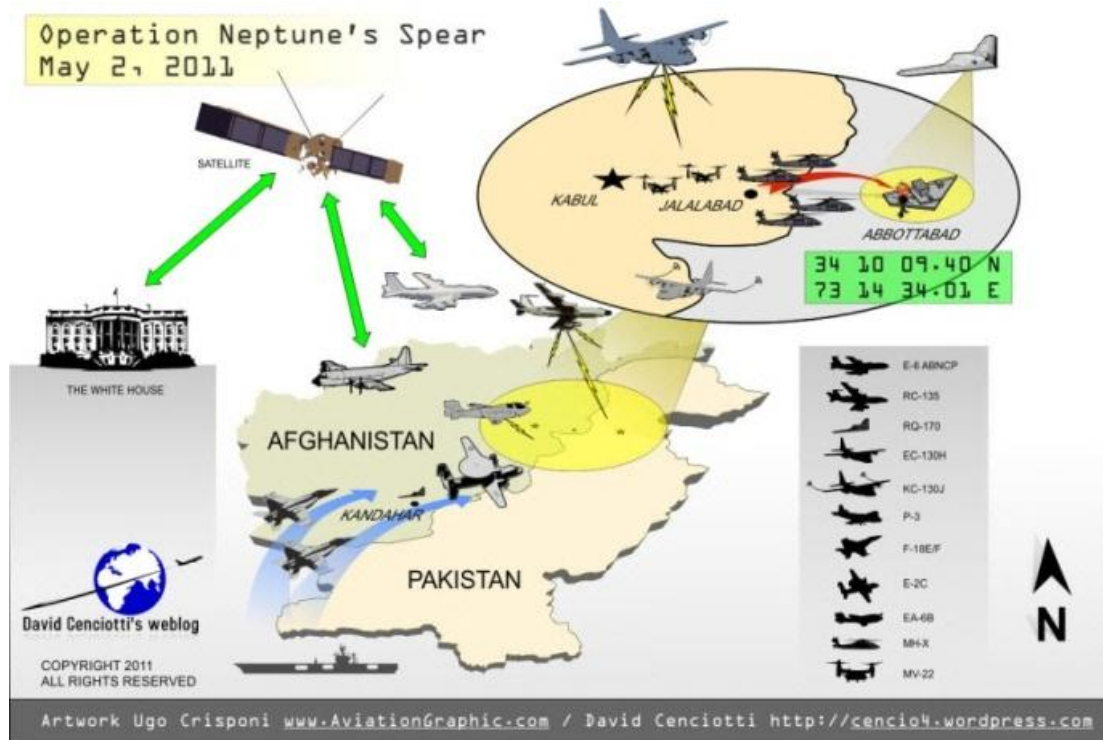 Operation Neptune's Spear
May 2, 2011
SATELLITE
KABUL
JALALABAD
ABBOTTABAD
34 10 09.40 N
73 14 34.01 E
THE WHITE HOUSE
AFGHANISTAN
KANDAHAR
PAKISTAN
E-6 ABNCP
RC-135
RQ-170
EC-130H
KC-130J
P-3
F-18E/F
E-2C
EA-6B
MH-X
MV-22
N
David Cenciotti's weblog
COPYRIGHT 2011
ALL RIGHTS RESERVED
Artwork Ugo Crisponi www.AviationGraphic.com / David Cenciotti http://cencio4.wordpress.com